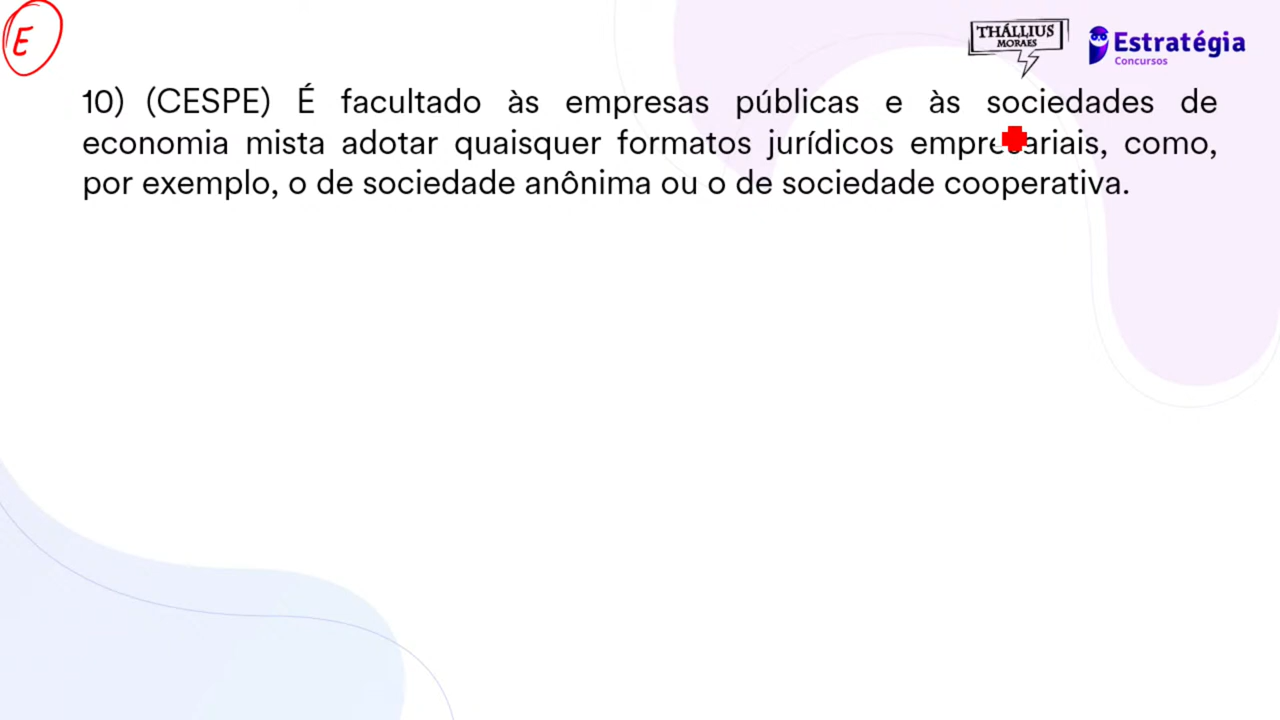 E
THÁLLIUS
MORAES
Estratégia
Concursos
10) (CESPE) É facultado às empresas públicas e às sociedades de
economia mista adotar quaisquer formatos jurídicos empresariais, como,
por exemplo, o de sociedade anônima ou o de sociedade cooperativa.